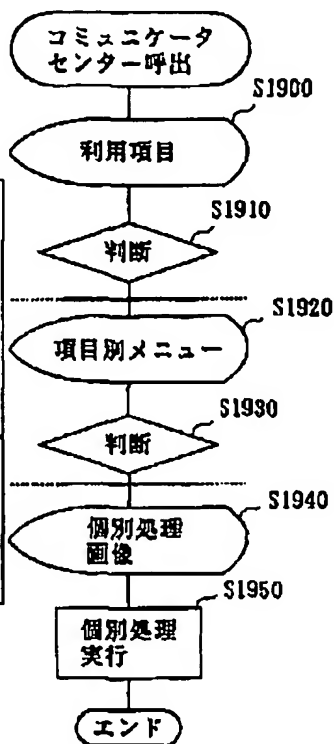 コミュニケータ
センター呼出
S1900
利用項目
S1910
判断
S1920
項目別メニュー
S1930
判断
S1940
個別処理
画像
S1950
個別処理
実行
エンド